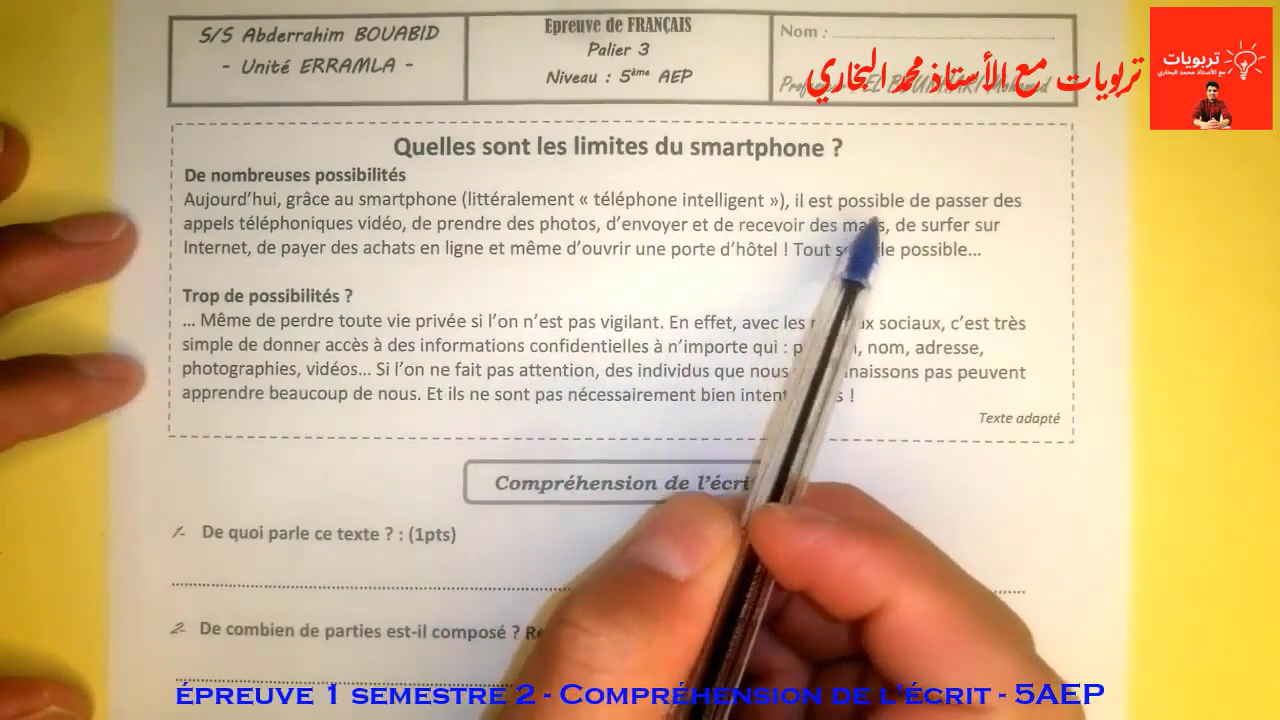 S/S Abderrahim BOUABID
- Unité ERRAMLA -
Epreuve de FRANÇAIS
Palier 3
Niveau : 5ème AEP
Nom :
تربويات مع الأستاذ محمد البخاري
تربويات
مع الأستاذ محمد البخاري
Quelles sont les limites du smartphone ?
De nombreuses possibilités
Aujourd'hui, grâce au smartphone (littéralement « téléphone intelligent »), il est possible de passer des
appels téléphoniques vidéo, de prendre des photos, d'envoyer et de recevoir des mails, de surfer sur
Internet, de payer des achats en ligne et même d'ouvrir une porte d'hôtel ! Tout possible...
Trop de possibilités ?
... Même de perdre toute vie privée si l'on n'est pas vigilant. En effet, avec les sociaux, c'est très
simple de donner accès à des informations confidentielles à n'importe qui : nom, adresse,
photographies, vidéos... Si l'on ne fait pas attention, des individus que nous pas peuvent
apprendre beaucoup de nous. Et ils ne sont pas nécessairement bien !
Texte adapté
Compréhension de l'écrit
1- De quoi parle ce texte ? : (1pts)
2- De combien de parties est-il composé ?
ÉPREUVE 1 SEMESTRE 2 - COMPRÉHENSION DE L'ÉCRIT - 5AEP